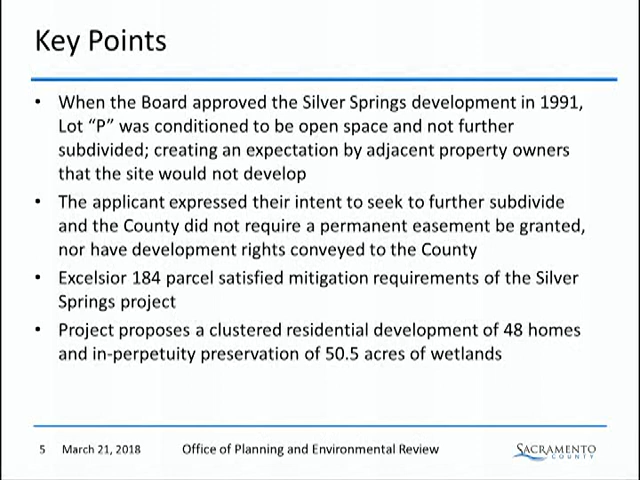 Key Points
• When the Board approved the Silver Springs development in 1991,
Lot “P” was conditioned to be open space and not further
subdivided; creating an expectation by adjacent property owners
that the site would not develop
• The applicant expressed their intent to seek to further subdivide
and the County did not require a permanent easement be granted,
nor have development rights conveyed to the County
• Excelsior 184 parcel satisfied mitigation requirements of the Silver
Springs project
• Project proposes a clustered residential development of 48 homes
and in-perpetuity preservation of 50.5 acres of wetlands
5 March 21, 2018 Office of Planning and Environmental Review
SACRAMENTO
COUNTY